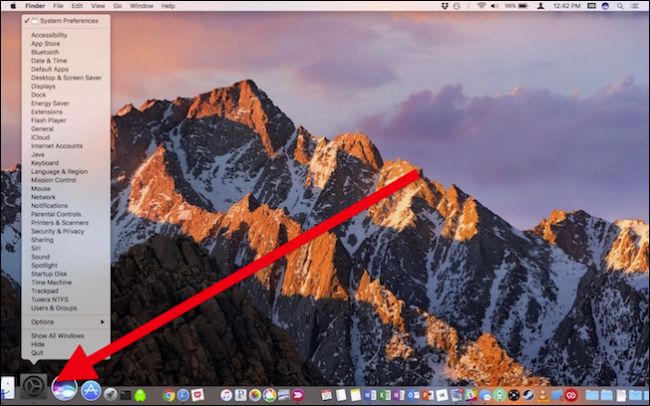 Finder File Edit View Go Window Help
99% 12:42 PM
✓ System Preferences
Accessibility
App Store
Bluetooth
Date & Time
Default Apps
Desktop & Screen Saver
Displays
Dock
Energy Saver
Extensions
Flash Player
General
iCloud
Internet Accounts
Java
Keyboard
Language & Region
Mission Control
Mouse
Network
Notifications
Parental Controls
Printers & Scanners
Security & Privacy
Sharing
Siri
Sound
Spotlight
Startup Disk
Time Machine
Trackpad
Tuxera NTFS
Users & Groups
Options
Show All Windows
Hide
Quit